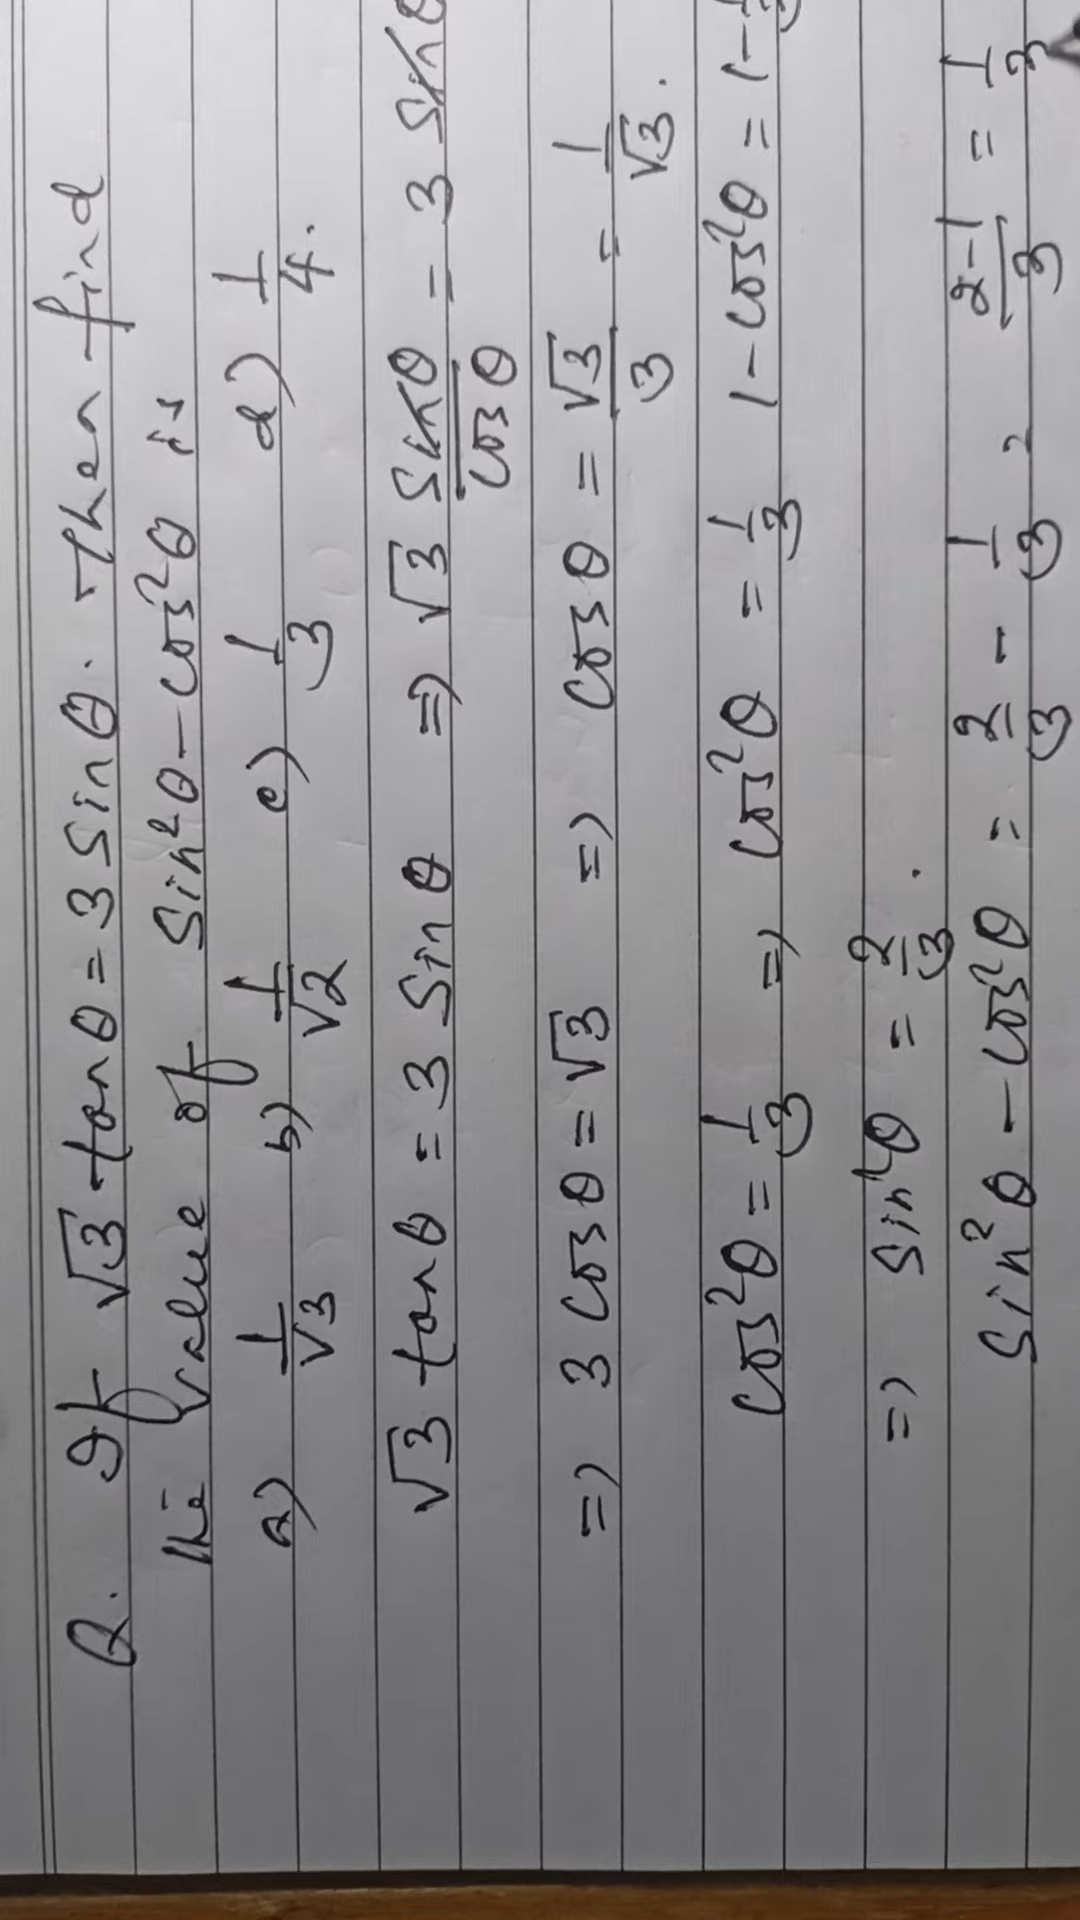 Q. If √3 tanθ = 3 Sinθ. Then find
the value of Sin²θ - cos²θ is
a) 1/√3 b) 1/√2 c) 1/3 d) 1/4.
√3 tanθ = 3 Sinθ => √3 Sinθ/cosθ = 3 Sinθ
=> 3 cosθ = √3 => cosθ = √3/3 = 1/√3.
cos²θ = 1/3 => cos²θ = 1/3 1 - cos²θ = 1 - 1/3
=> Sin²θ = 2/3.
Sin²θ - cos²θ = 2/3 - 1/3, 2-1/3 = 1/3